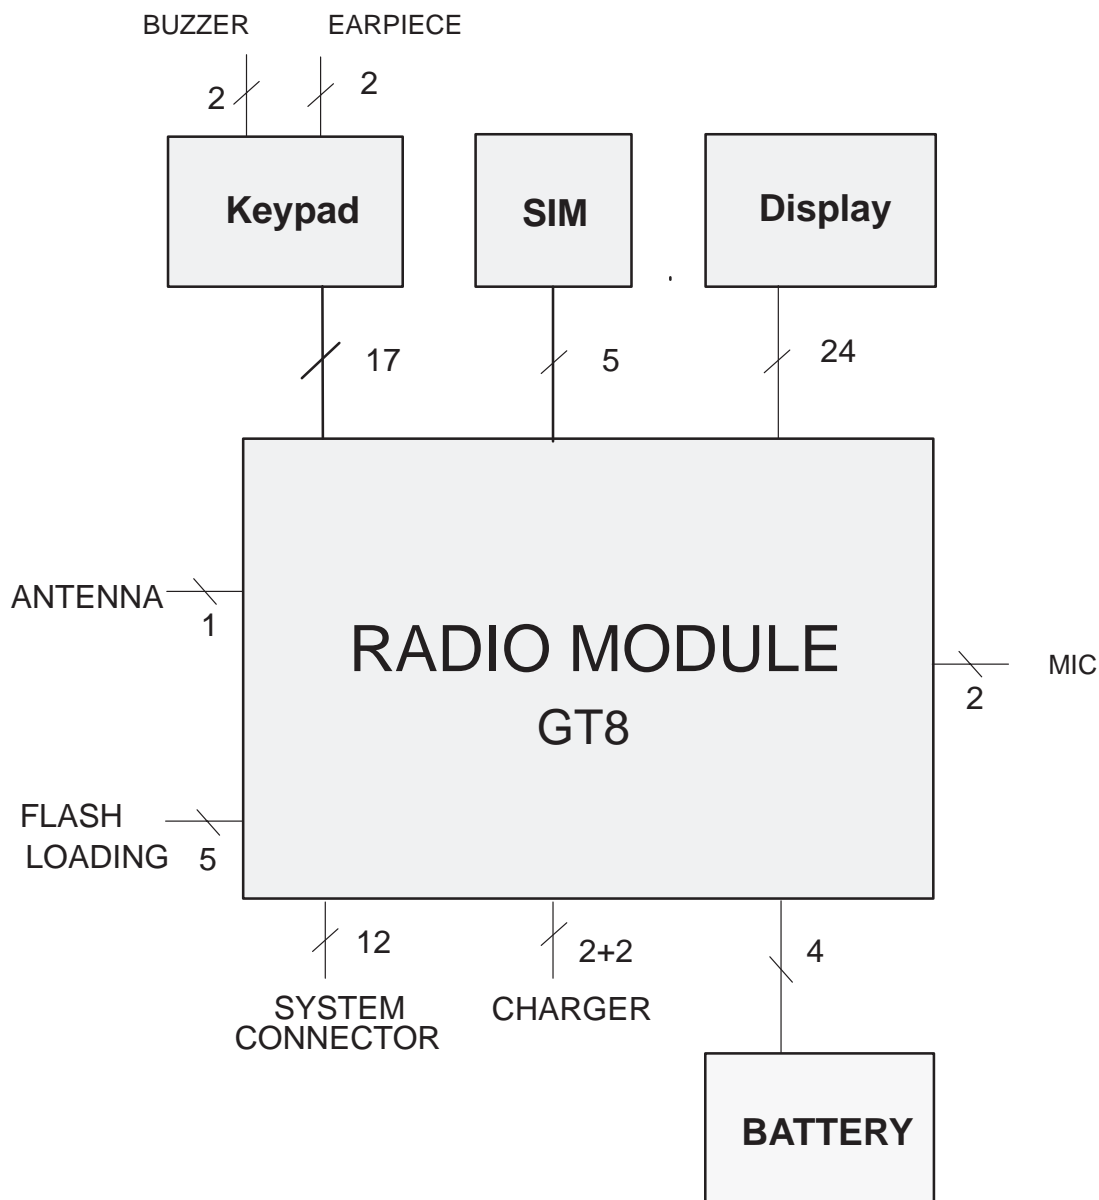 BUZZER EARPIECE
2 2
Keypad SIM Display
17 5 24
ANTENNA
1
RADIO MODULE
GT8
MIC
2
FLASH
LOADING
5
12 2+2 4
SYSTEM
CONNECTOR
CHARGER
BATTERY